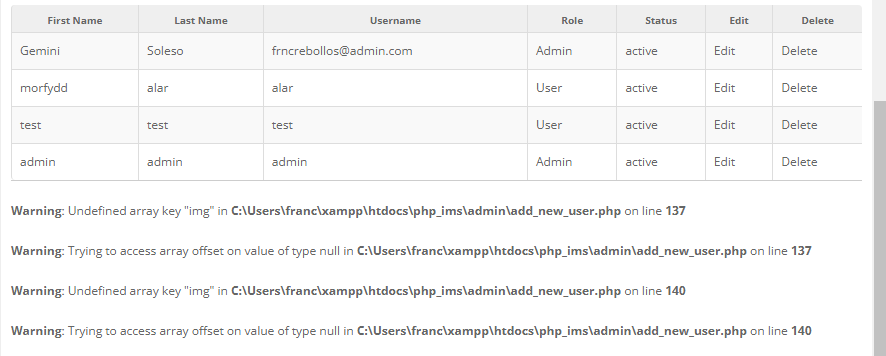 First Name Last Name Username Role Status Edit Delete
Gemini Soleso frncrebollos@admin.com Admin active Edit Delete
morfydd alar alar User active Edit Delete
test test test User active Edit Delete
admin admin admin Admin active Edit Delete
Warning: Undefined array key "img" in C:\Users\franc\xampp\htdocs\php_ims\admin\add_new_user.php on line 137
Warning: Trying to access array offset on value of type null in C:\Users\franc\xampp\htdocs\php_ims\admin\add_new_user.php on line 137
Warning: Undefined array key "img" in C:\Users\franc\xampp\htdocs\php_ims\admin\add_new_user.php on line 140
Warning: Trying to access array offset on value of type null in C:\Users\franc\xampp\htdocs\php_ims\admin\add_new_user.php on line 140